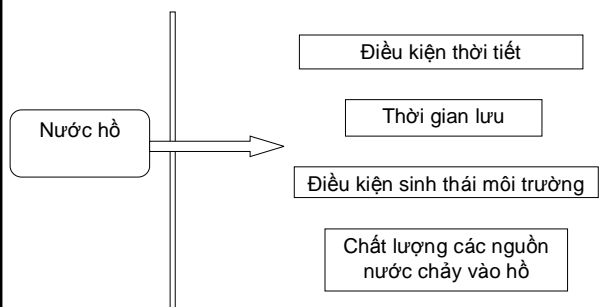 Điều kiện thời tiết
Nước hồ
Thời gian lưu
Điều kiện sinh thái môi trường
Chất lượng các nguồn
nước chảy vào hồ